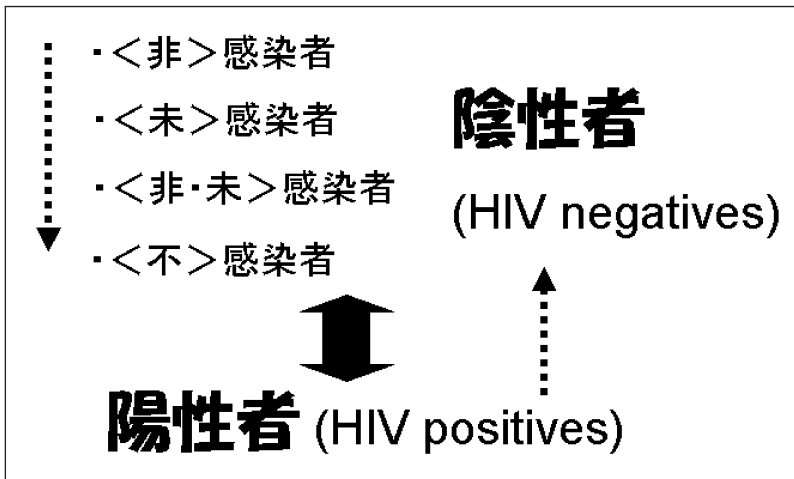 ・＜非＞感染者
・＜未＞感染者
・＜非・未＞感染者
・＜不＞感染者
陰性者
(HIV negatives)
陽性者 (HIV positives)